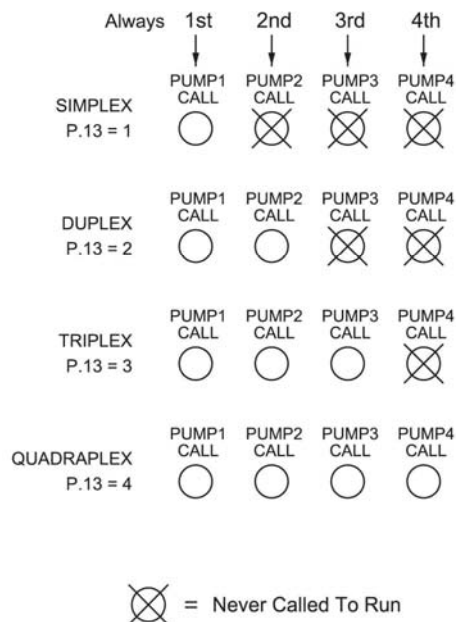 Always 1st 2nd 3rd 4th
PUMP1 PUMP2 PUMP3 PUMP4
CALL CALL CALL CALL
SIMPLEX
P.13 = 1
PUMP1 PUMP2 PUMP3 PUMP4
CALL CALL CALL CALL
DUPLEX
P.13 = 2
PUMP1 PUMP2 PUMP3 PUMP4
CALL CALL CALL CALL
TRIPLEX
P.13 = 3
PUMP1 PUMP2 PUMP3 PUMP4
CALL CALL CALL CALL
QUADRAPLEX
P.13 = 4
= Never Called To Run